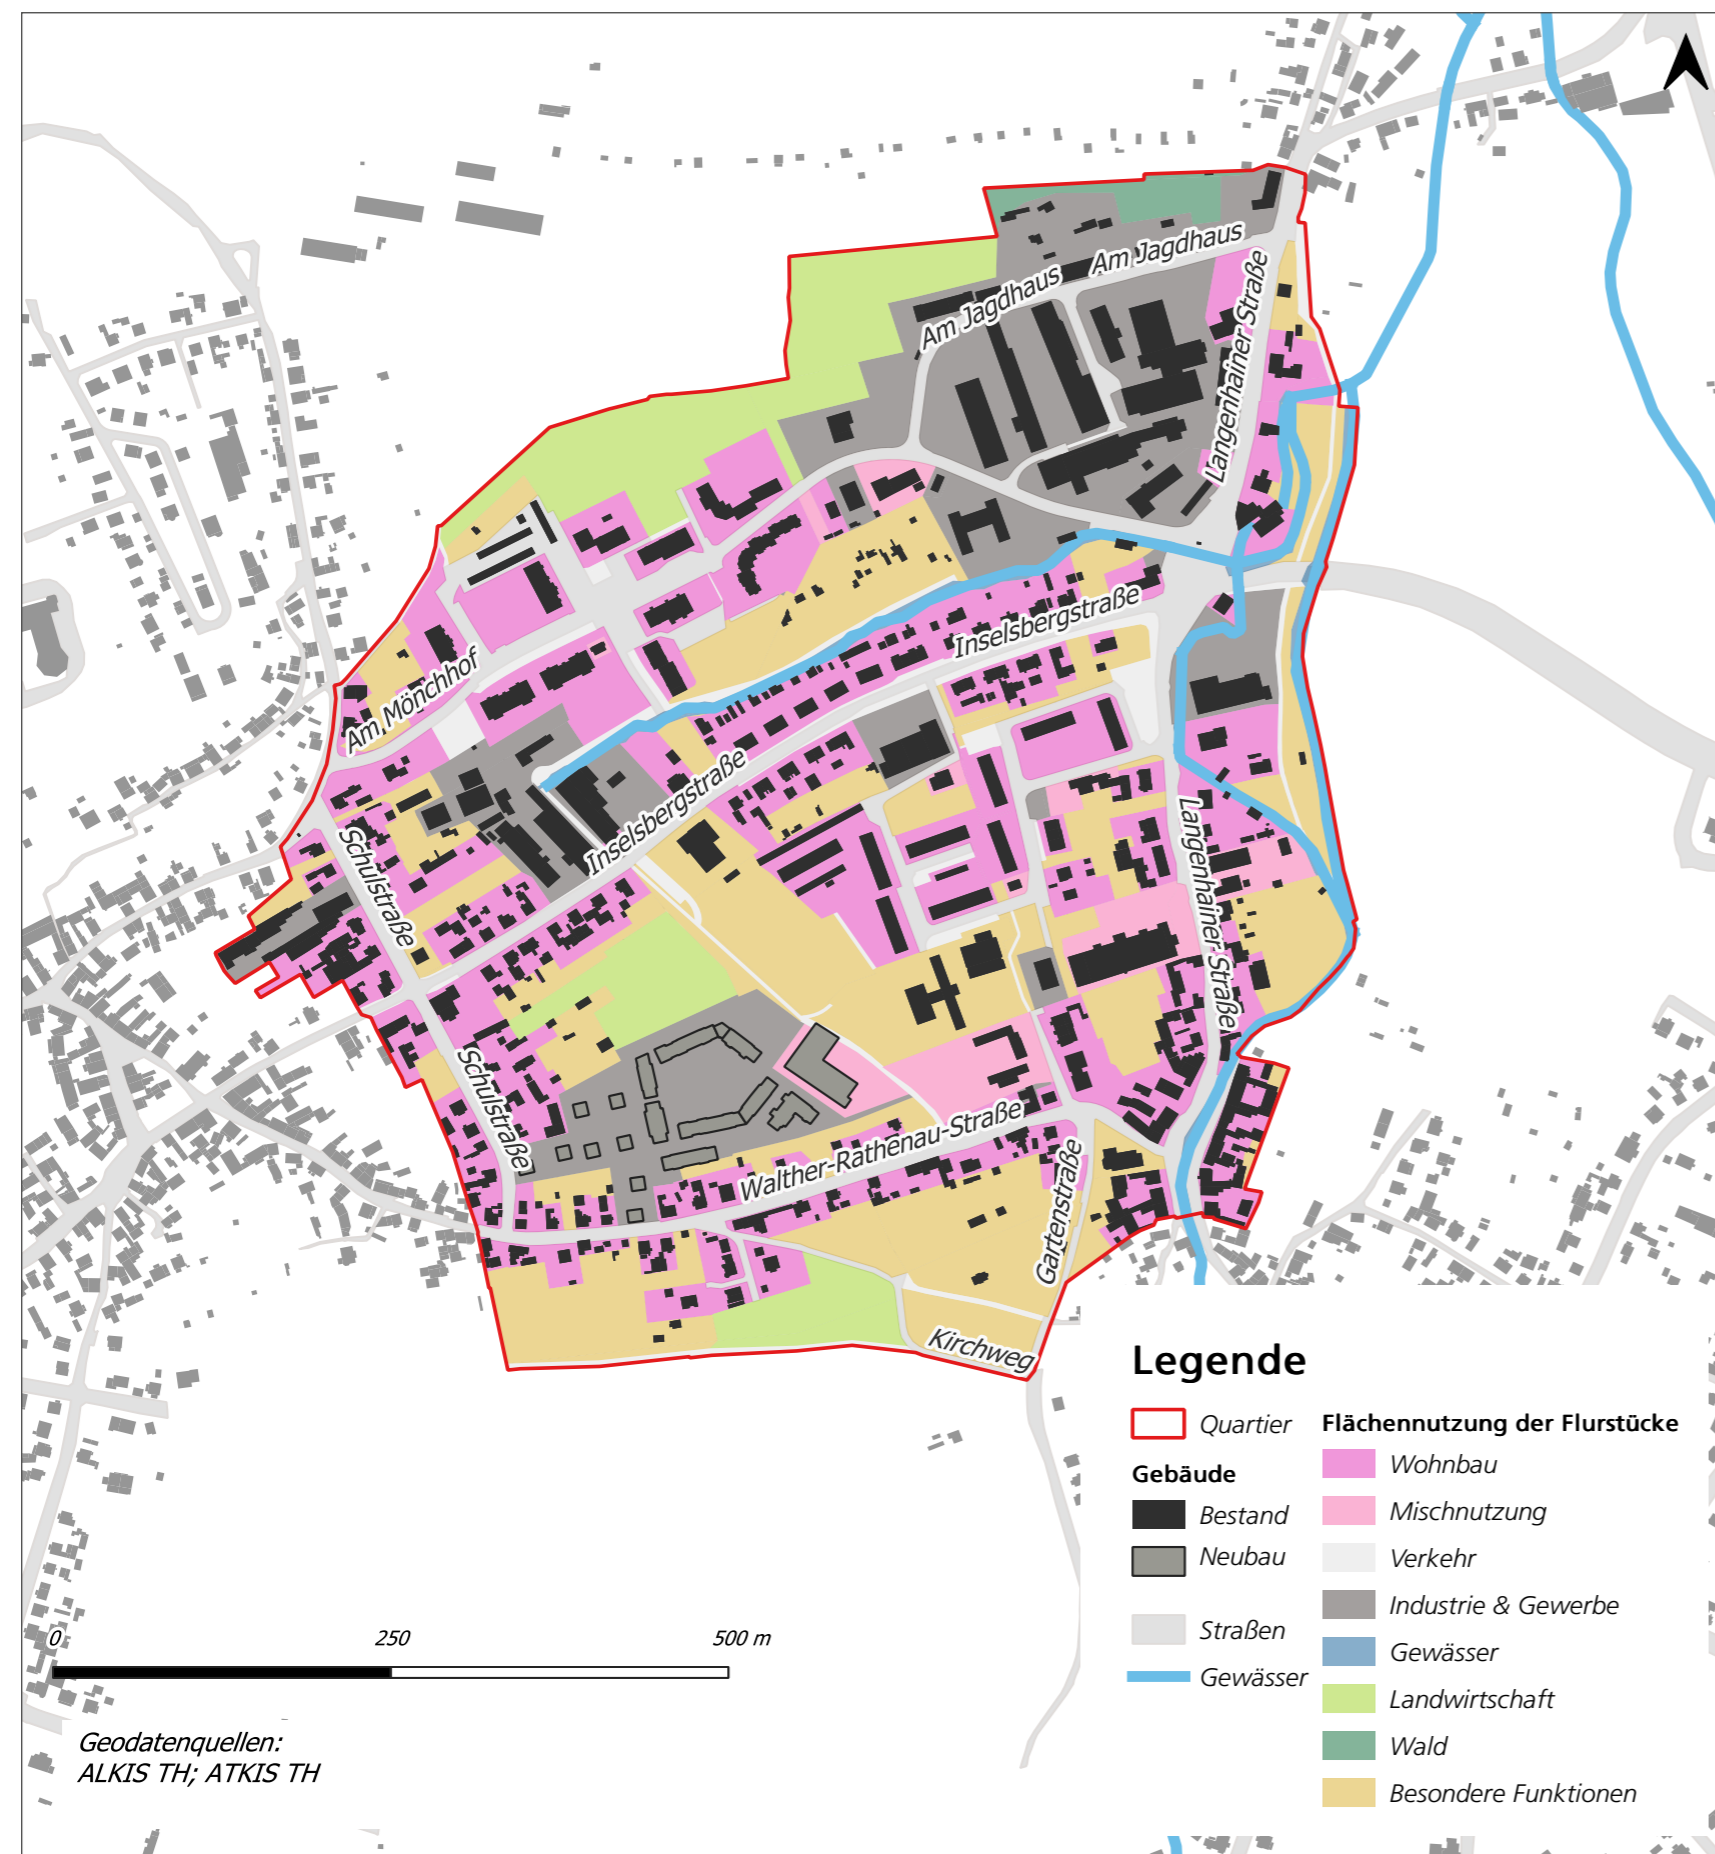 Am Jagdhaus
Am Jagdhaus
Langenhainer Straße
Inselsbergstraße
Am Mönchhof
Inselsbergstraße
Schulstraße
Langenhainer Straße
Schulstraße
Walther-Rathenau-Straße
Gartenstraße
Kirchweg
Legende
Quartier
Gebäude
Bestand
Neubau
Straßen
Gewässer
Flächennutzung der Flurstücke
Wohnbau
Mischnutzung
Verkehr
Industrie & Gewerbe
Gewässer
Landwirtschaft
Wald
Besondere Funktionen
0 250 500 m
Geodatenquellen:
ALKIS TH; ATKIS TH